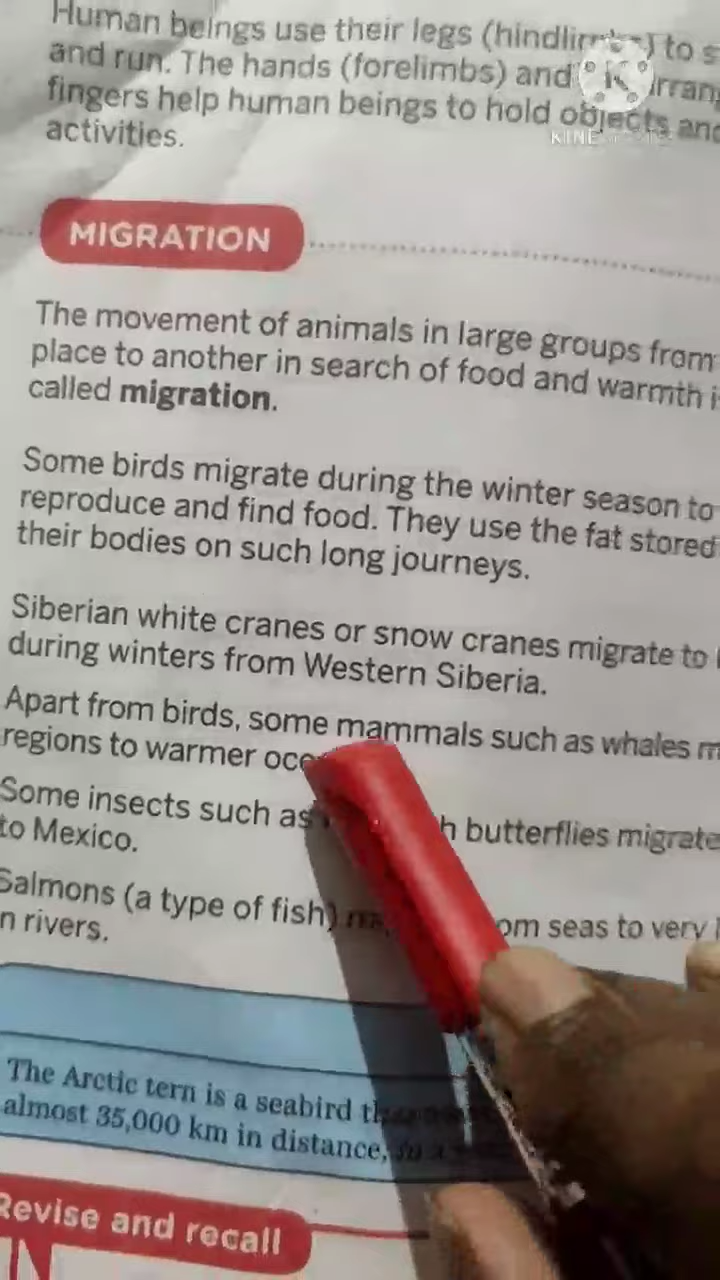 Human beings use their legs (hindlimbs) to
and run. The hands (forelimbs) and
fingers help human beings to hold objects and
activities.
MIGRATION
The movement of animals in large groups from
place to another in search of food and warmth
called migration.
Some birds migrate during the winter season to
reproduce and find food. They use the fat stored
their bodies on such long journeys.
Siberian white cranes or snow cranes migrate to
during winters from Western Siberia.
Apart from birds, some mammals such as whales
regions to warmer
Some insects such as butterflies migrate
to Mexico.
Salmons (a type of fish) seas to very
rivers.
The Arctic tern is a seabird
almost 35,000 km in distance,
Revise and recall